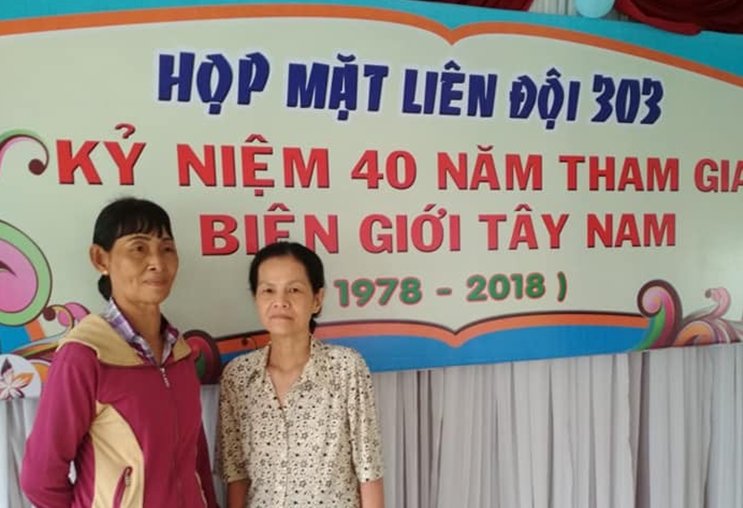 HỌP MẶT LIÊN ĐỘI 303
KỶ NIỆM 40 NĂM THAM GIA
BIÊN GIỚI TÂY NAM
1978 - 2018 )